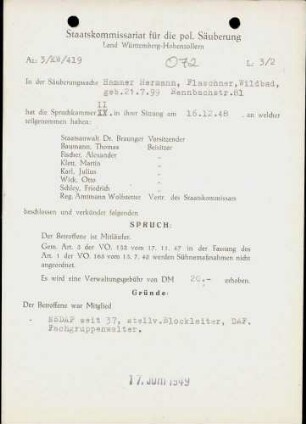 Staatskommissariat für die pol. Säuberung
Land Württemberg-Hohenzollern
Az: 3/XV/419 072 L: 3/2
In der Säuberungssache Hammer Hermann, Flaschner, Wildbad,
geb. 21.7.99 Rennbachstr. 81
II
hat die Spruchkammer IX. in ihrer Sitzung am 16.12.48 an welcher
teilgenommen haben:
Staatsanwalt Dr. Breunger Vorsitzender
Baumann, Thomas Beisitzer
Fischer, Alexander "
Klett, Martin "
Karl, Julius "
Wick, Otto "
Schley, Friedrich "
Reg. Amtmann Vertr. des Staatskommissars
beschlossen und verkündet folgenden
SPRUCH:
Der Betroffene ist Mitläufer.
Gem. Art. 3 der VO. 133 vom 17. 11. 47 in der Fassung des
Art. 1 der VO. 165 vom 13. 7. 48 werden Sühnemaßnahmen nicht
angeordnet.
Es wird eine Verwaltungsgebühr von DM 20.- erhoben.
Gründe:
Der Betroffene war Mitglied
NSDAP seit 37, stellv. Blockleiter, DAF.
Fachgruppenwalter.
17. JUNI 1949